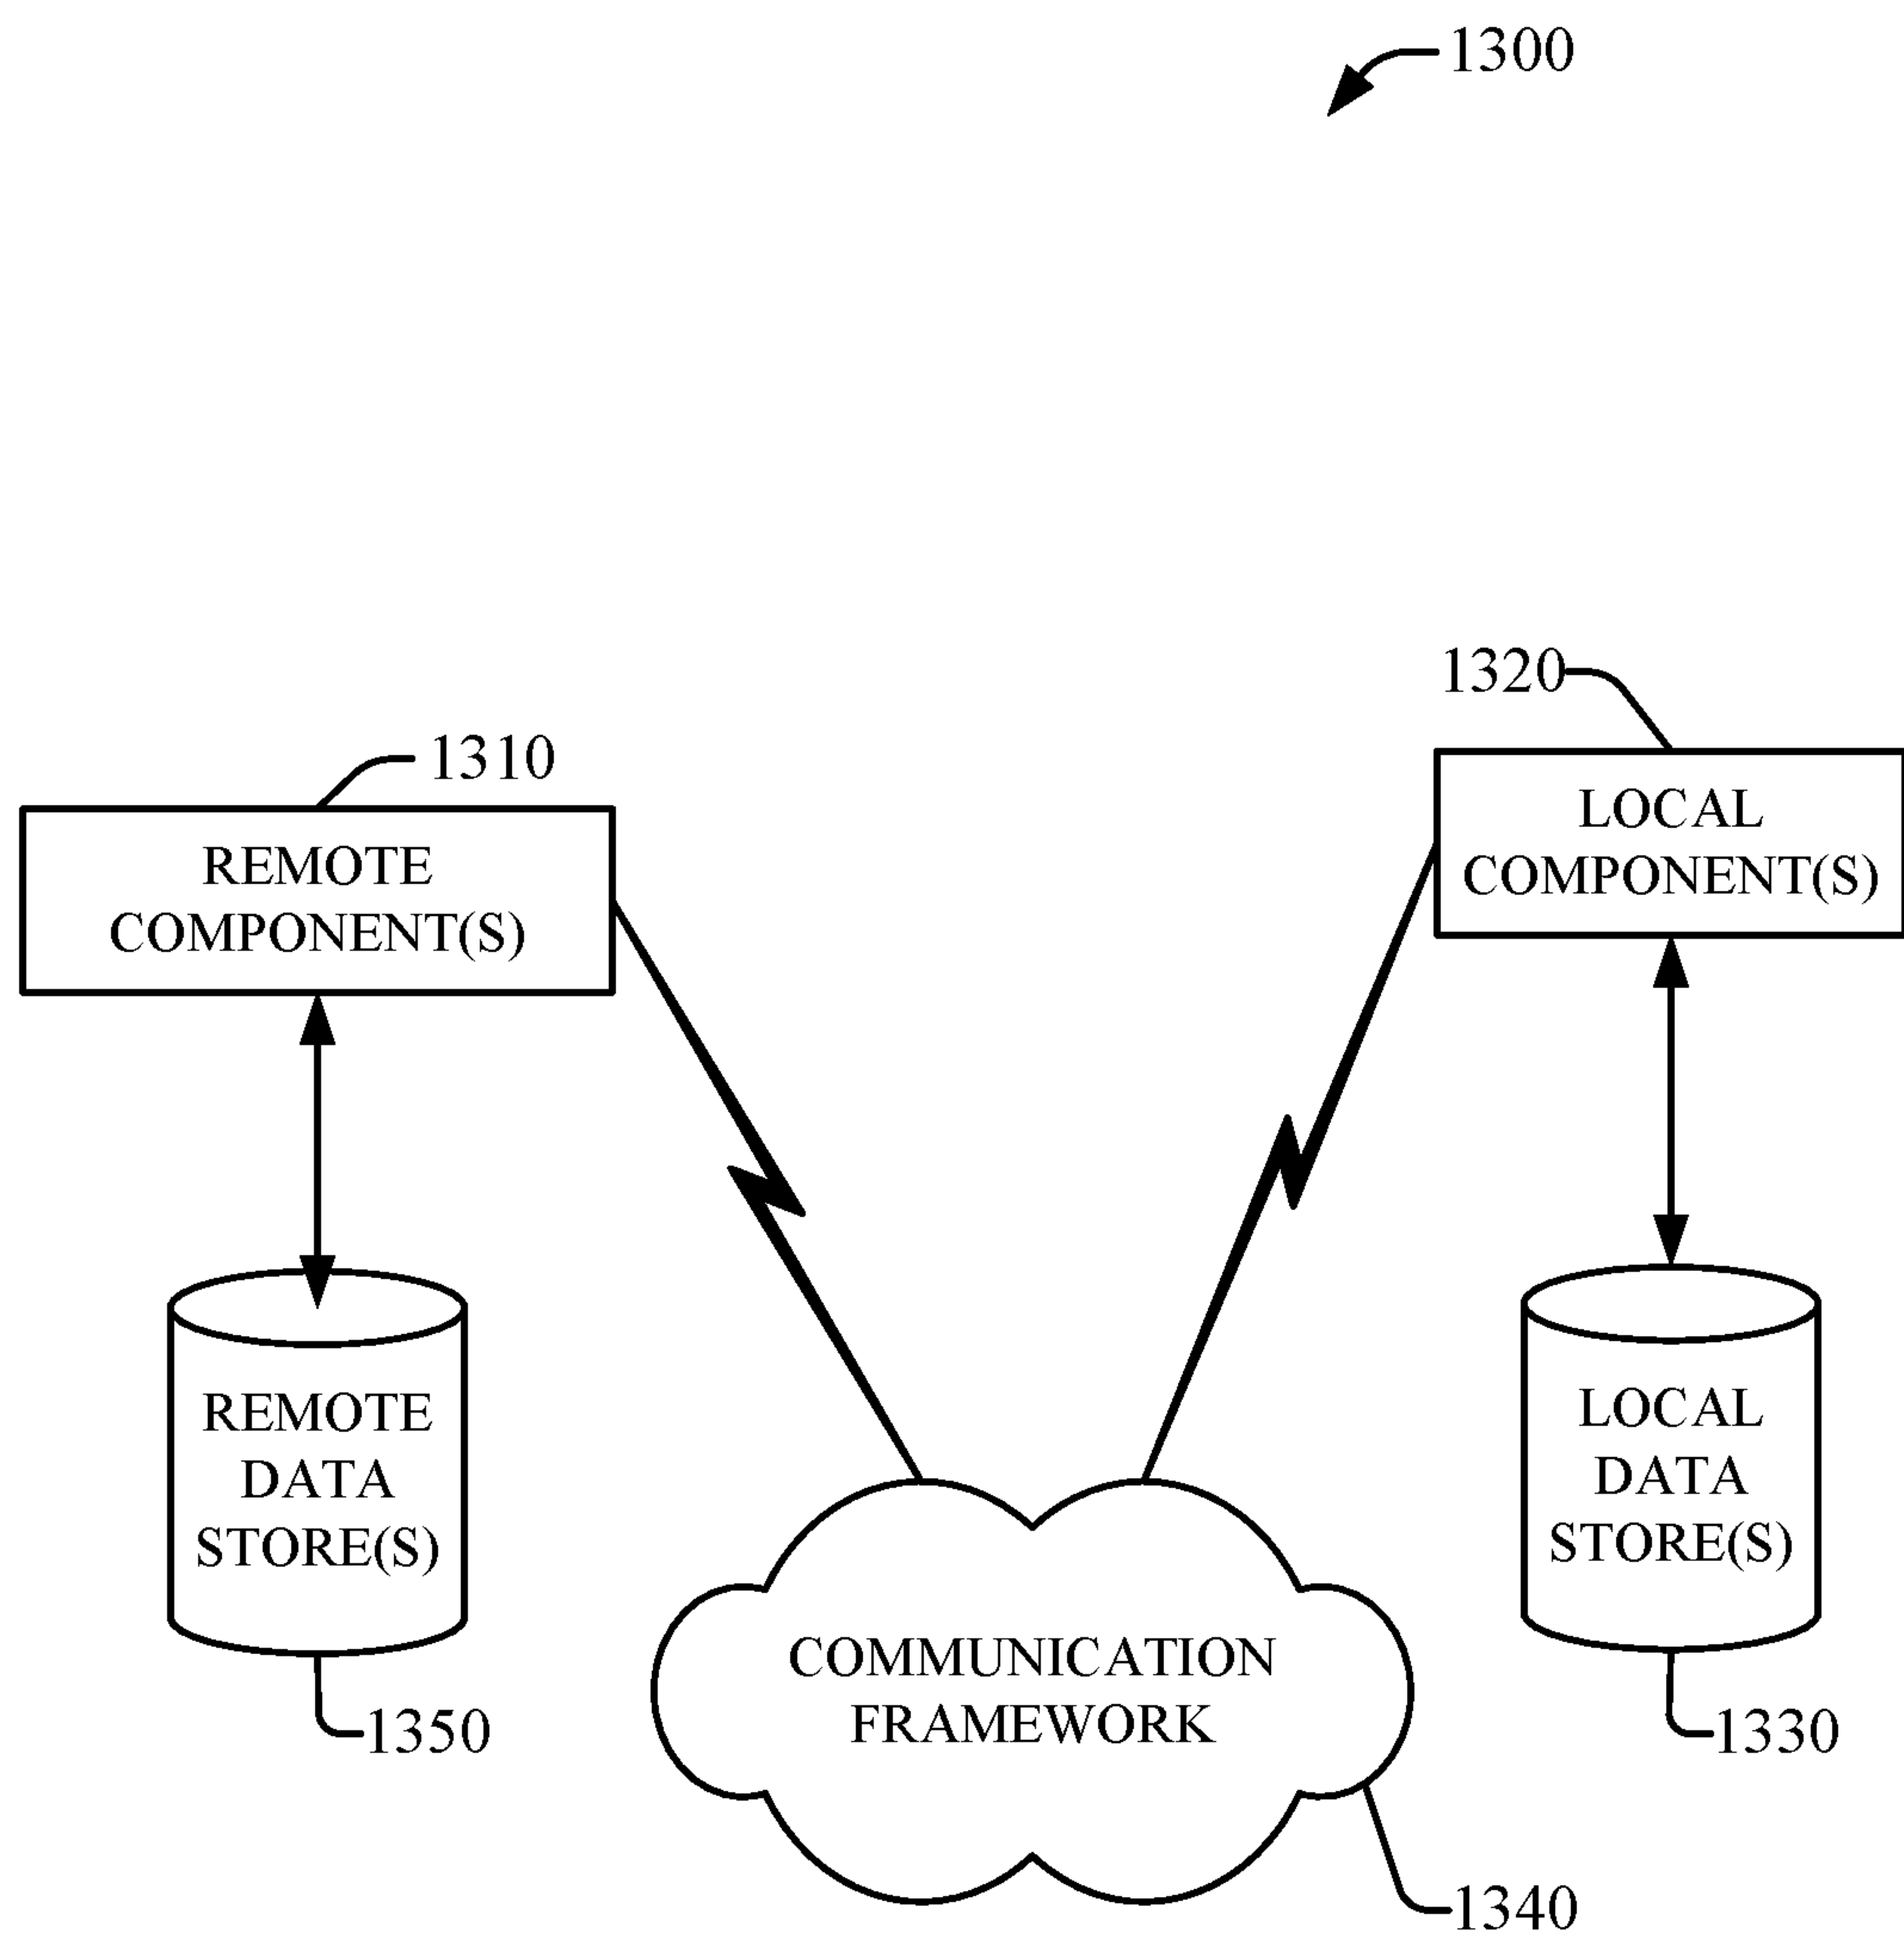 1300
1320
1310
LOCAL
COMPONENT(S)
REMOTE
COMPONENT(S)
REMOTE
DATA
STORE(S)
LOCAL
DATA
STORE(S)
COMMUNICATION
FRAMEWORK
1350
1330
1340